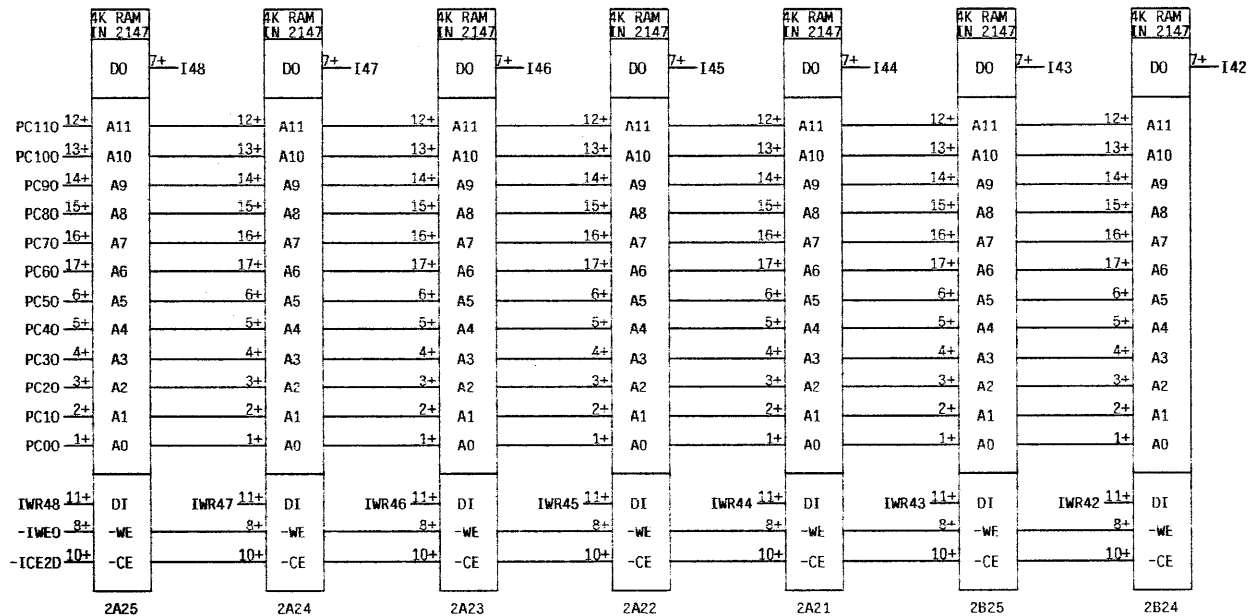 4K RAM 4K RAM 4K RAM 4K RAM 4K RAM 4K RAM 4K RAM
IN 2147 IN 2147 IN 2147 IN 2147 IN 2147 IN 2147 IN 2147
DO 7+ I48 DO 7+ I47 DO 7+ I46 DO 7+ I45 DO 7+ I44 DO 7+ I43 DO 7+ I42
PC110 12+ A11 12+ A11 12+ A11 12+ A11 12+ A11 12+ A11 12+ A11
PC100 13+ A10 13+ A10 13+ A10 13+ A10 13+ A10 13+ A10 13+ A10
PC90 14+ A9 14+ A9 14+ A9 14+ A9 14+ A9 14+ A9 14+ A9
PC80 15+ A8 15+ A8 15+ A8 15+ A8 15+ A8 15+ A8 15+ A8
PC70 16+ A7 16+ A7 16+ A7 16+ A7 16+ A7 16+ A7 16+ A7
PC60 17+ A6 17+ A6 17+ A6 17+ A6 17+ A6 17+ A6 17+ A6
PC50 6+ A5 6+ A5 6+ A5 6+ A5 6+ A5 6+ A5 6+ A5
PC40 5+ A4 5+ A4 5+ A4 5+ A4 5+ A4 5+ A4 5+ A4
PC30 4+ A3 4+ A3 4+ A3 4+ A3 4+ A3 4+ A3 4+ A3
PC20 3+ A2 3+ A2 3+ A2 3+ A2 3+ A2 3+ A2 3+ A2
PC10 2+ A1 2+ A1 2+ A1 2+ A1 2+ A1 2+ A1 2+ A1
PC00 1+ A0 1+ A0 1+ A0 1+ A0 1+ A0 1+ A0 1+ A0
IWR48 11+ DI IWR47 11+ DI IWR46 11+ DI IWR45 11+ DI IWR44 11+ DI IWR43 11+ DI IWR42 11+ DI
-IWE0 8+ -WE 8+ -WE 8+ -WE 8+ -WE 8+ -WE 8+ -WE 8+ -WE
-ICE2D 10+ -CE 10+ -CE 10+ -CE 10+ -CE 10+ -CE 10+ -CE 10+ -CE
2A25 2A24 2A23 2A22 2A21 2B25 2B24